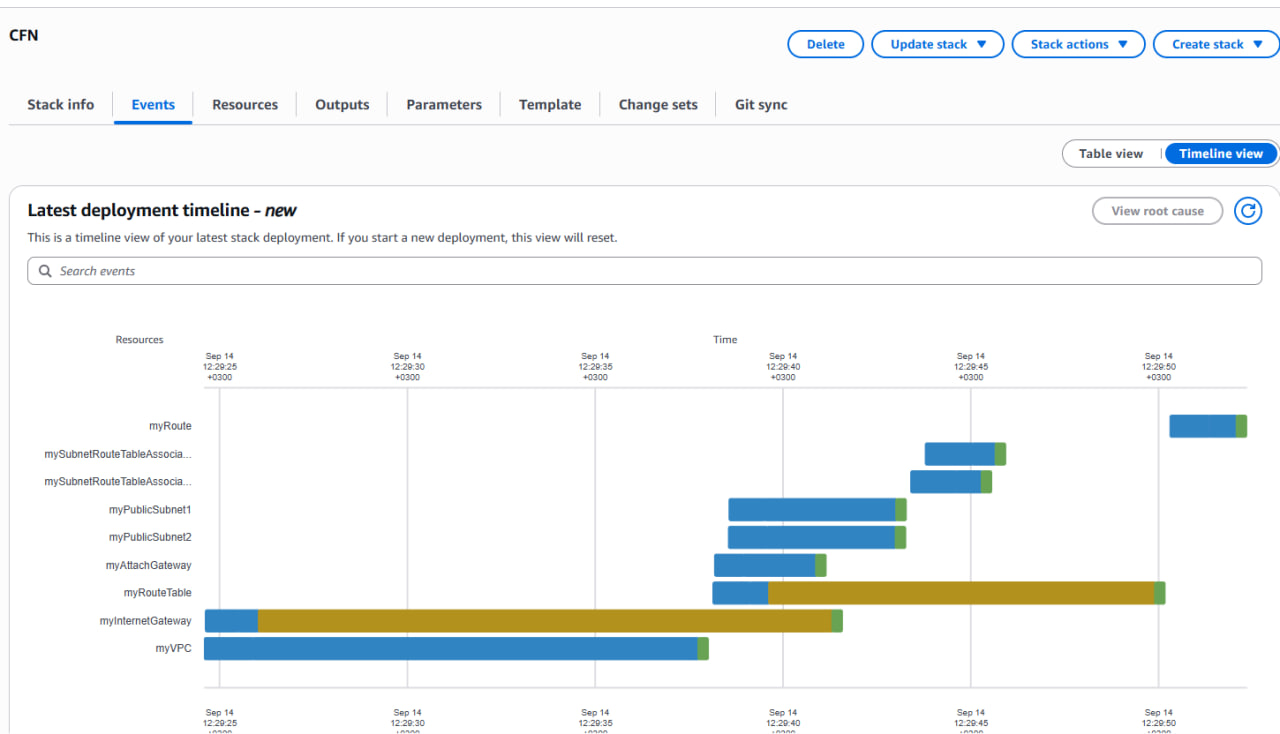 CFN
Delete Update stack Stack actions Create stack
Stack info Events Resources Outputs Parameters Template Change sets Git sync
Table view Timeline view
Latest deployment timeline - new
View root cause
This is a timeline view of your latest stack deployment. If you start a new deployment, this view will reset.
Search events
Resources Time
Sep 14 Sep 14 Sep 14 Sep 14 Sep 14 Sep 14
12:29:25 12:29:30 12:29:35 12:29:40 12:29:45 12:29:50
+0300 +0300 +0300 +0300 +0300 +0300
myRoute
mySubnetRouteTableAssocia...
mySubnetRouteTableAssocia...
myPublicSubnet1
myPublicSubnet2
myAttachGateway
myRouteTable
myInternetGateway
myVPC
Sep 14 Sep 14 Sep 14 Sep 14 Sep 14 Sep 14
12:29:25 12:29:30 12:29:35 12:29:40 12:29:45 12:29:50
+0300 +0300 +0300 +0300 +0300 +0300